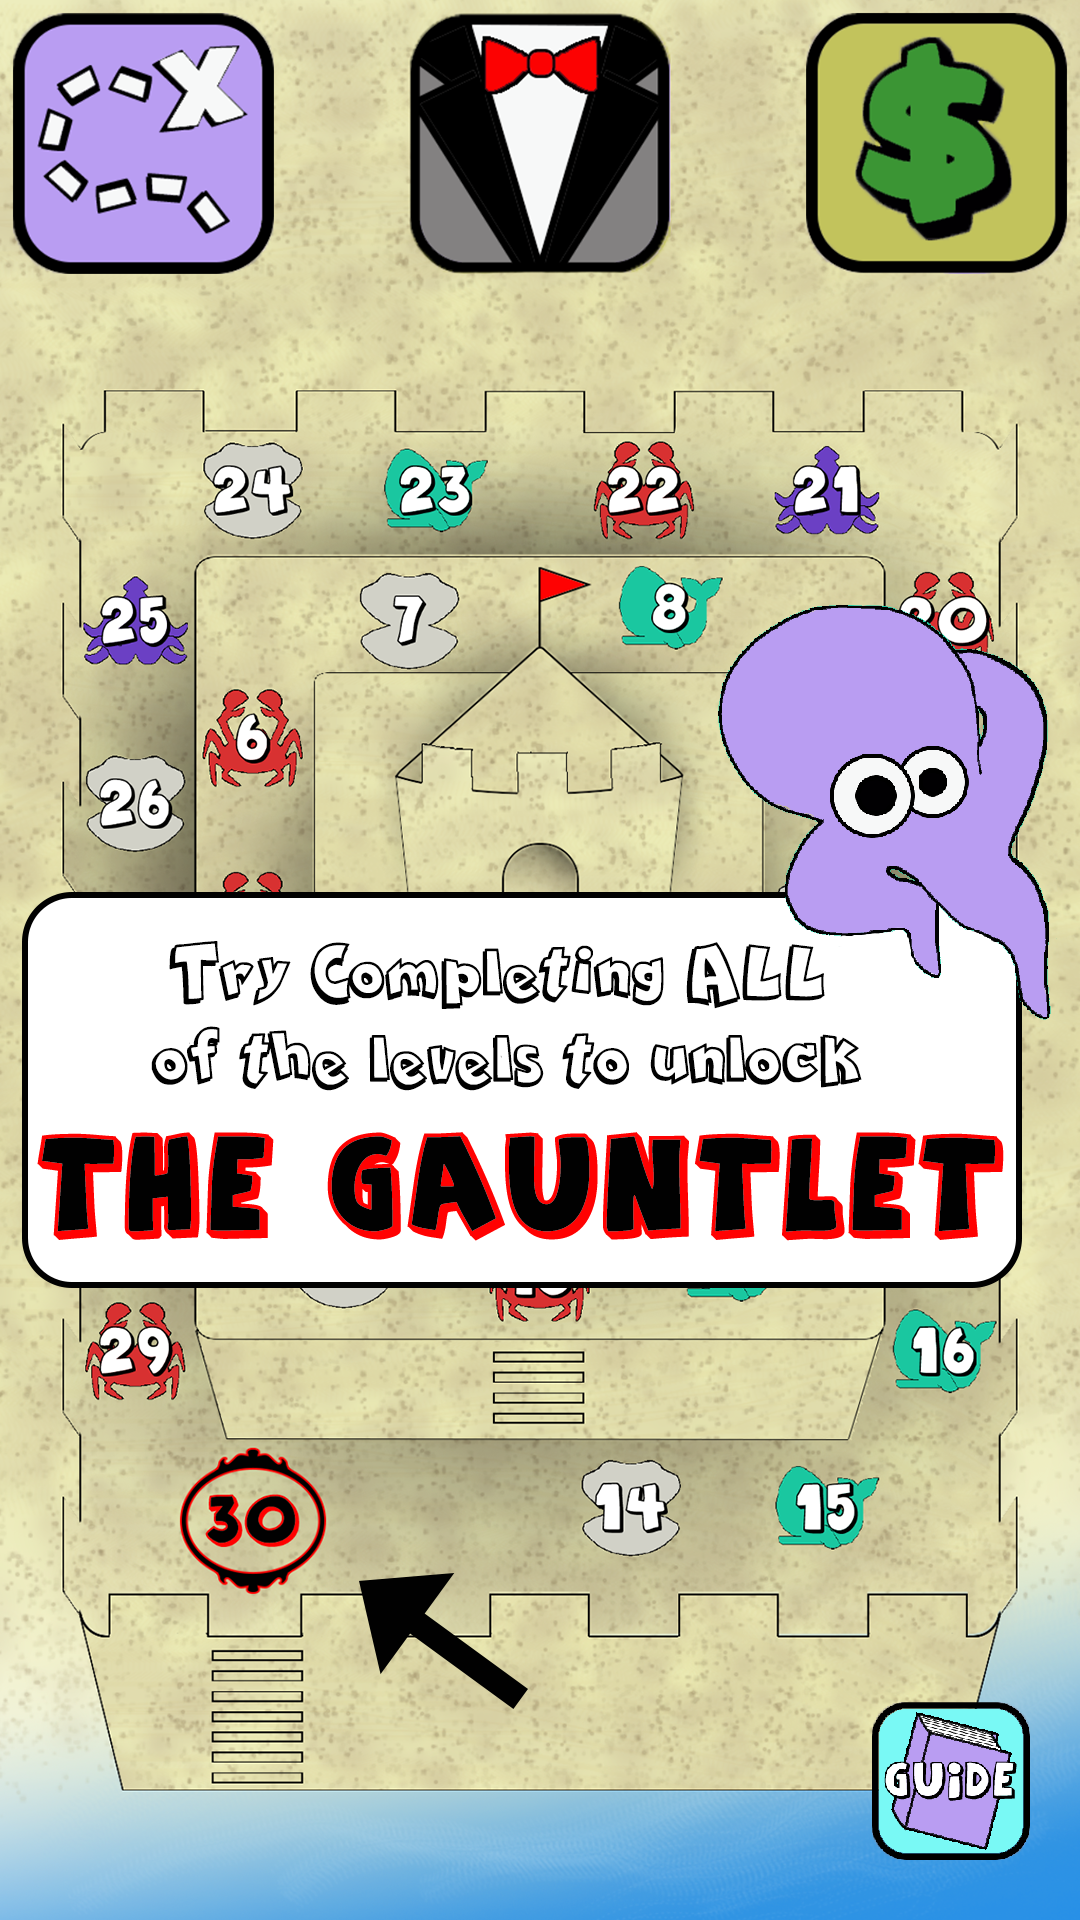 X
$
24 23 22 21
25 7 8 20
6
26
Try Completing ALL
of the levels to unlock
THE GAUNTLET
29 16
30 14 15
GUiDE